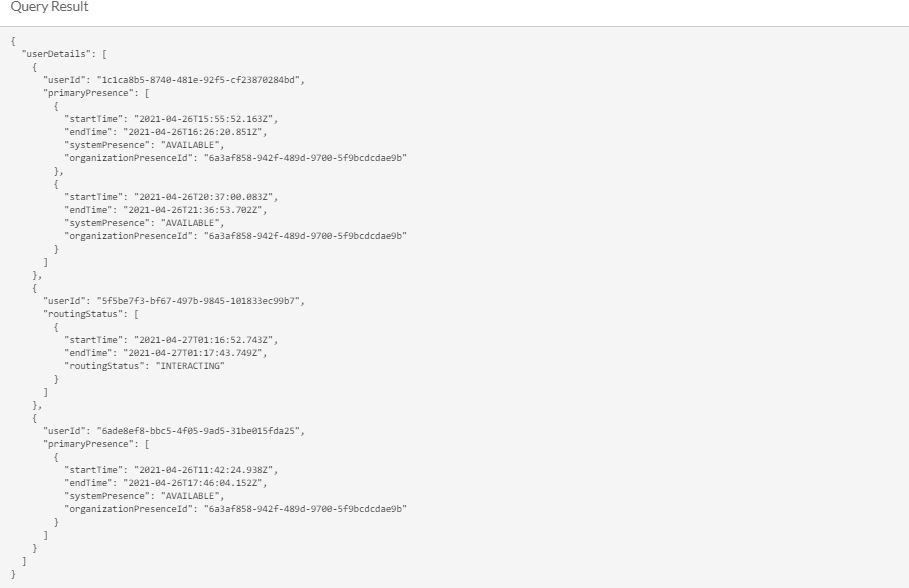 Query Result
{
  "userDetails": [
    {
      "userId": "1c1ca8b5-8740-481e-92f5-cf23870284bd",
      "primaryPresence": [
        {
          "startTime": "2021-04-26T15:55:52.163Z",
          "endTime": "2021-04-26T16:26:20.851Z",
          "systemPresence": "AVAILABLE",
          "organizationPresenceId": "6a3af858-942f-489d-9700-5f9bcdcdae9b"
        },
        {
          "startTime": "2021-04-26T20:37:00.083Z",
          "endTime": "2021-04-26T21:36:53.702Z",
          "systemPresence": "AVAILABLE",
          "organizationPresenceId": "6a3af858-942f-489d-9700-5f9bcdcdae9b"
        }
      ]
    },
    {
      "userId": "5f5be7f3-bf67-497b-9845-101833ec99b7",
      "routingStatus": [
        {
          "startTime": "2021-04-27T01:16:52.743Z",
          "endTime": "2021-04-27T01:17:43.749Z",
          "routingStatus": "INTERACTING"
        }
      ]
    },
    {
      "userId": "6ade8ef8-bbc5-4f05-9ad5-31be015fda25",
      "primaryPresence": [
        {
          "startTime": "2021-04-26T11:42:24.938Z",
          "endTime": "2021-04-26T17:46:04.152Z",
          "systemPresence": "AVAILABLE",
          "organizationPresenceId": "6a3af858-942f-489d-9700-5f9bcdcdae9b"
        }
      ]
    }
  ]
}